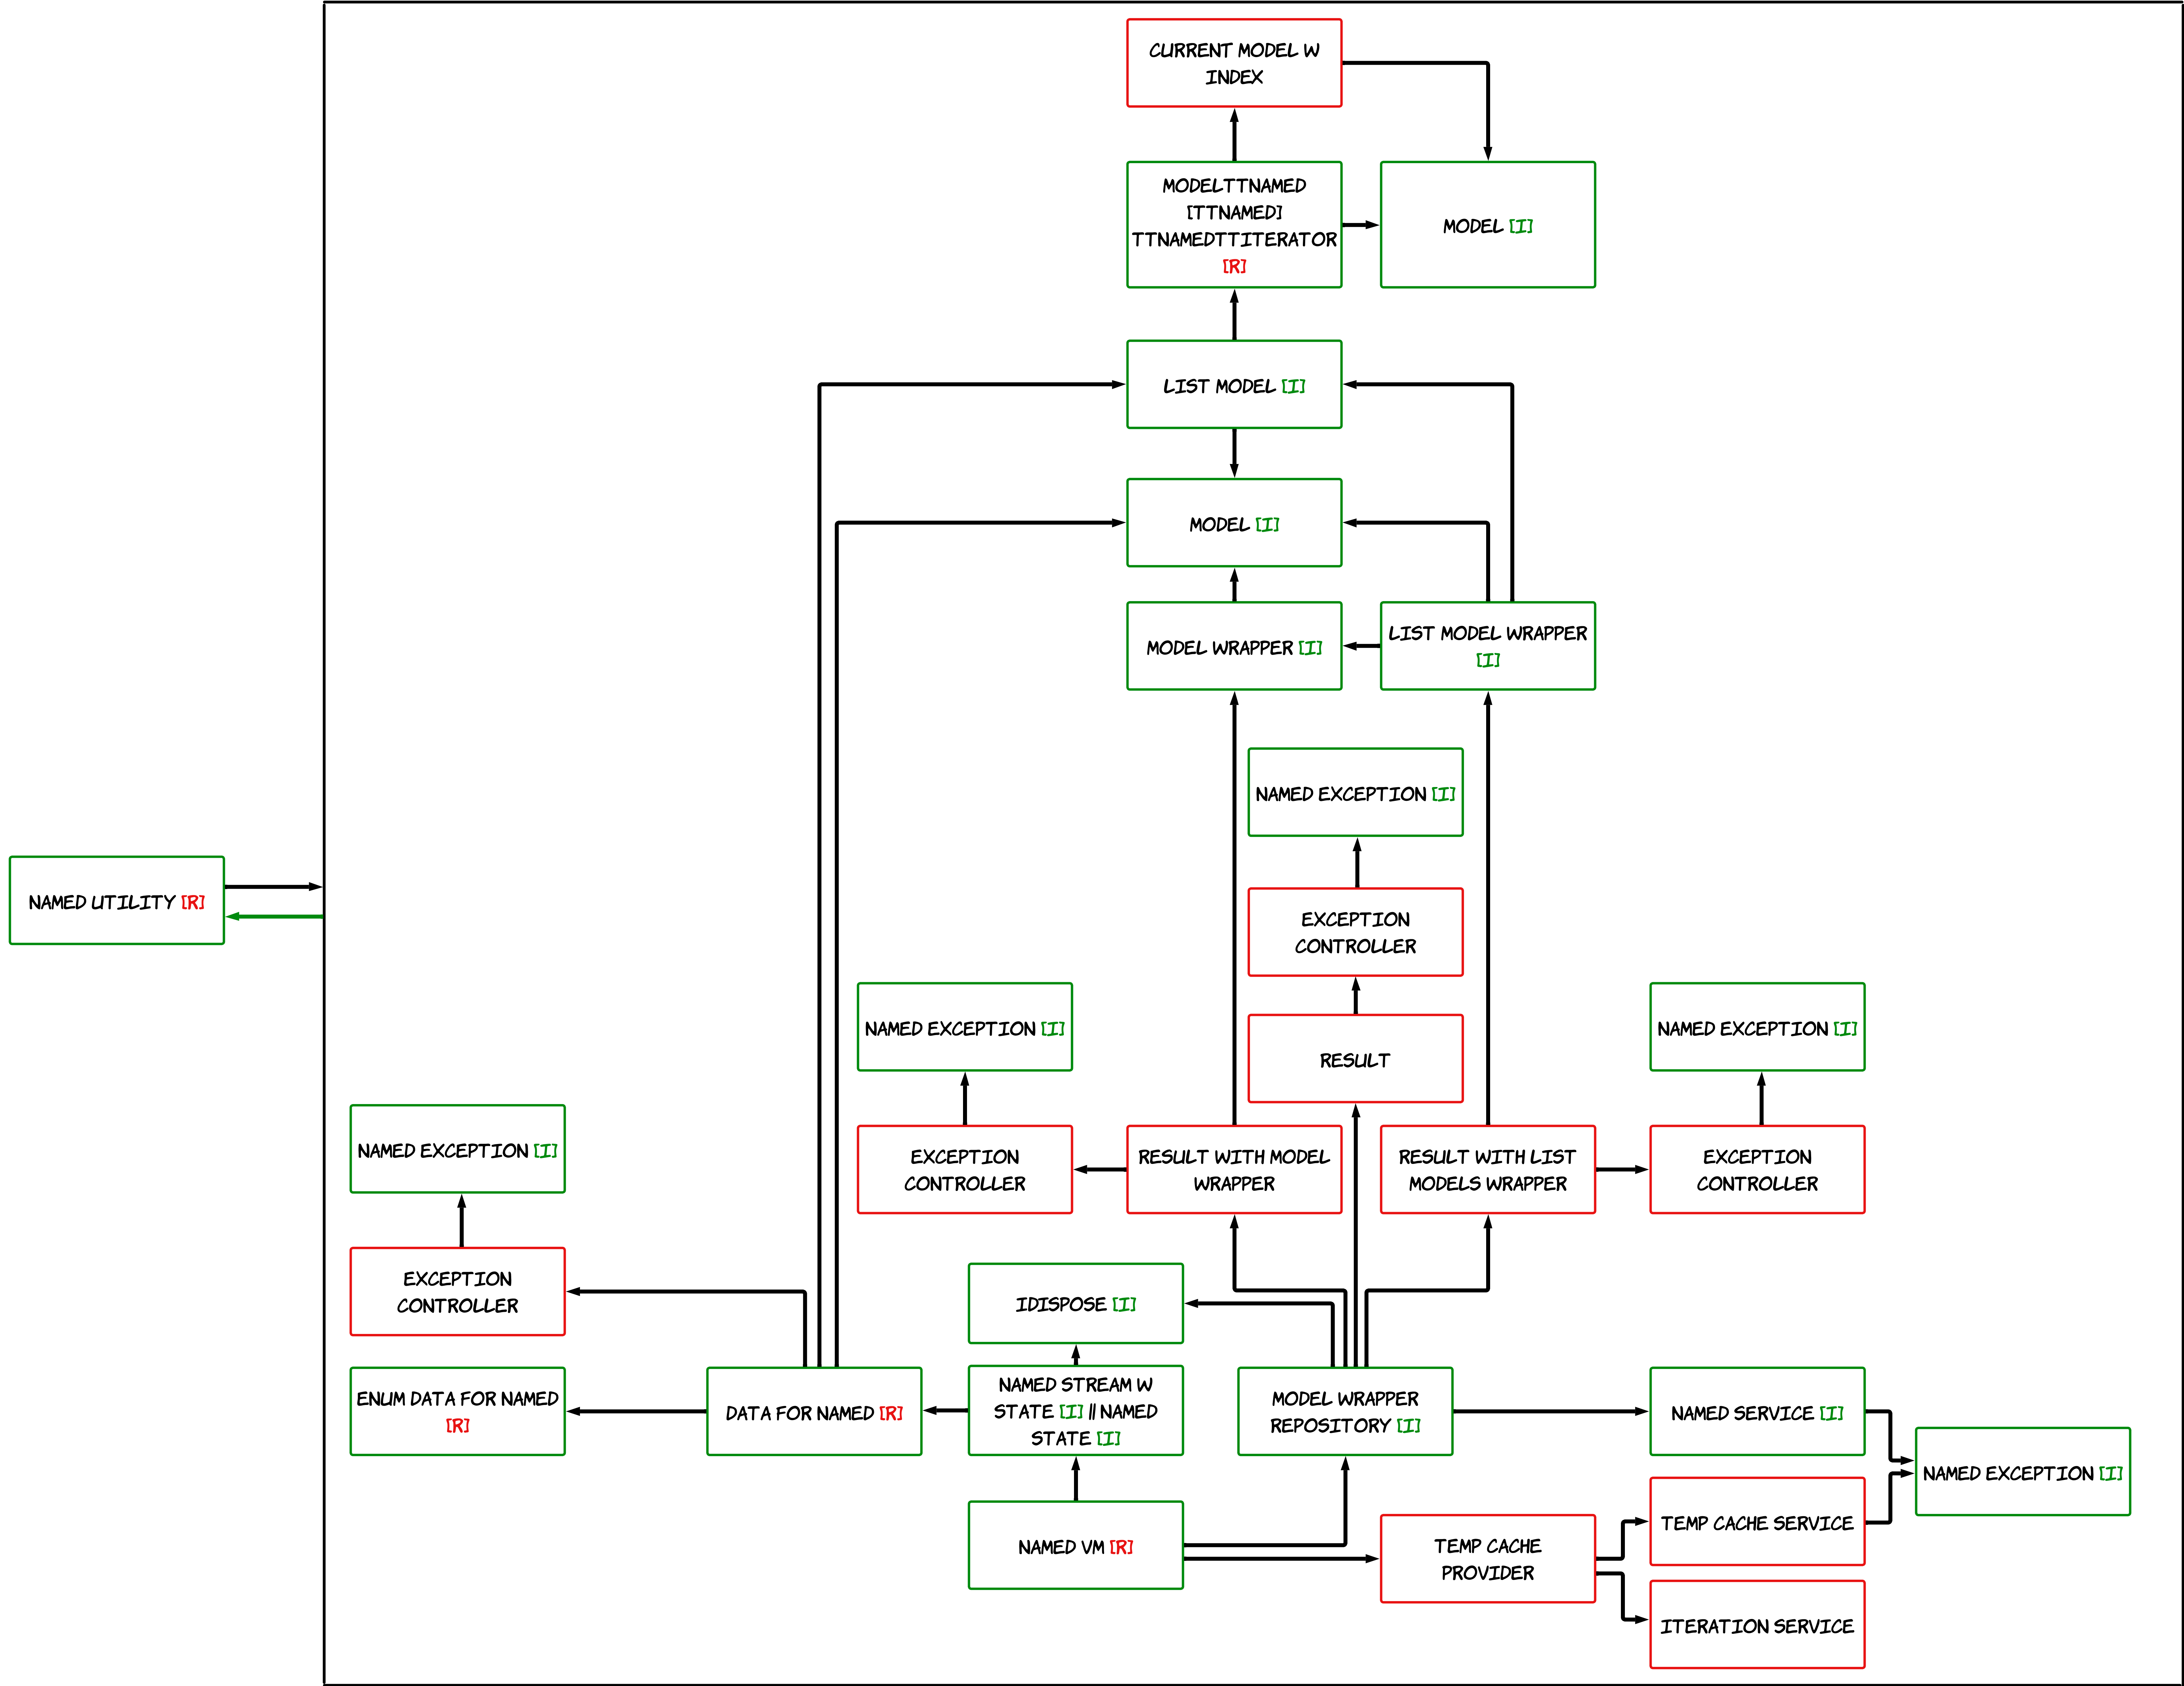 CURRENT MODEL W
INDEX
MODELTTNAMED
[TTNAMED]
TTNAMEDTTITERATOR
[R]
MODEL [I]
LIST MODEL [I]
MODEL [I]
MODEL WRAPPER [I]
LIST MODEL WRAPPER
[I]
NAMED EXCEPTION [I]
NAMED UTILITY [R]
EXCEPTION
CONTROLLER
NAMED EXCEPTION [I]
RESULT
NAMED EXCEPTION [I]
NAMED EXCEPTION [I]
EXCEPTION
CONTROLLER
RESULT WITH MODEL
WRAPPER
RESULT WITH LIST
MODELS WRAPPER
EXCEPTION
CONTROLLER
EXCEPTION
CONTROLLER
IDISPOSE [I]
ENUM DATA FOR NAMED
[R]
DATA FOR NAMED [R]
NAMED STREAM W
STATE [I] || NAMED
STATE [I]
MODEL WRAPPER
REPOSITORY [I]
NAMED SERVICE [I]
NAMED EXCEPTION [I]
NAMED VM [R]
TEMP CACHE
PROVIDER
TEMP CACHE SERVICE
ITERATION SERVICE